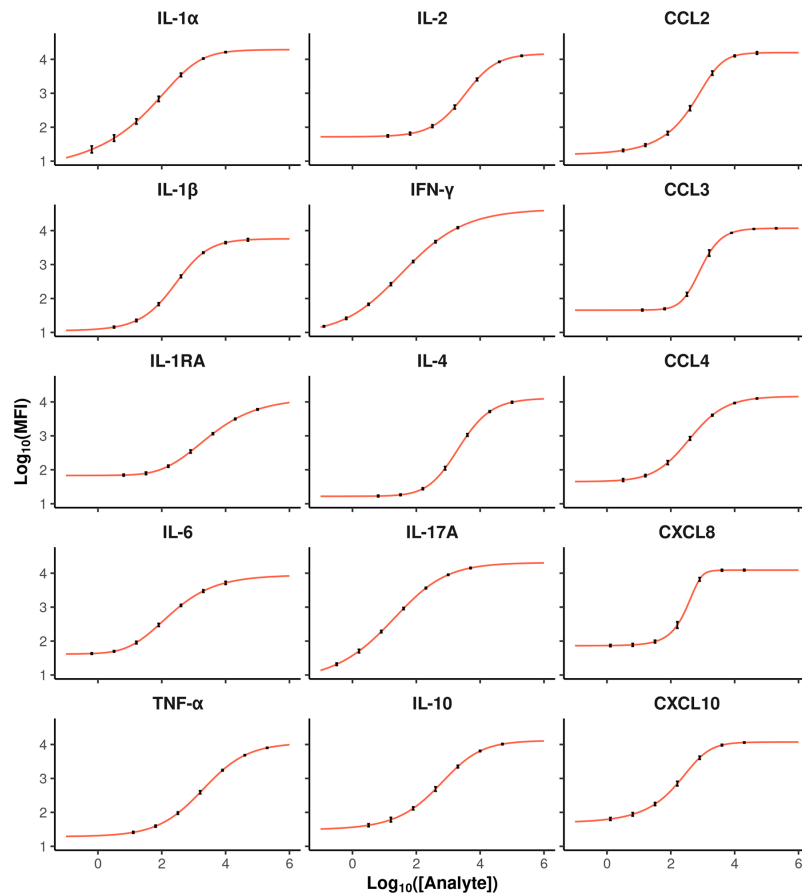 IL-1α IL-2 CCL2
4
3
2
1
IL-1β IFN-γ CCL3
4
3
2
1
IL-1RA IL-4 CCL4
4
3
2
1
Log10(MFI)
IL-6 IL-17A CXCL8
4
3
2
1
TNF-α IL-10 CXCL10
4
3
2
1
0 2 4 6 0 2 4 6 0 2 4 6
Log10([Analyte])